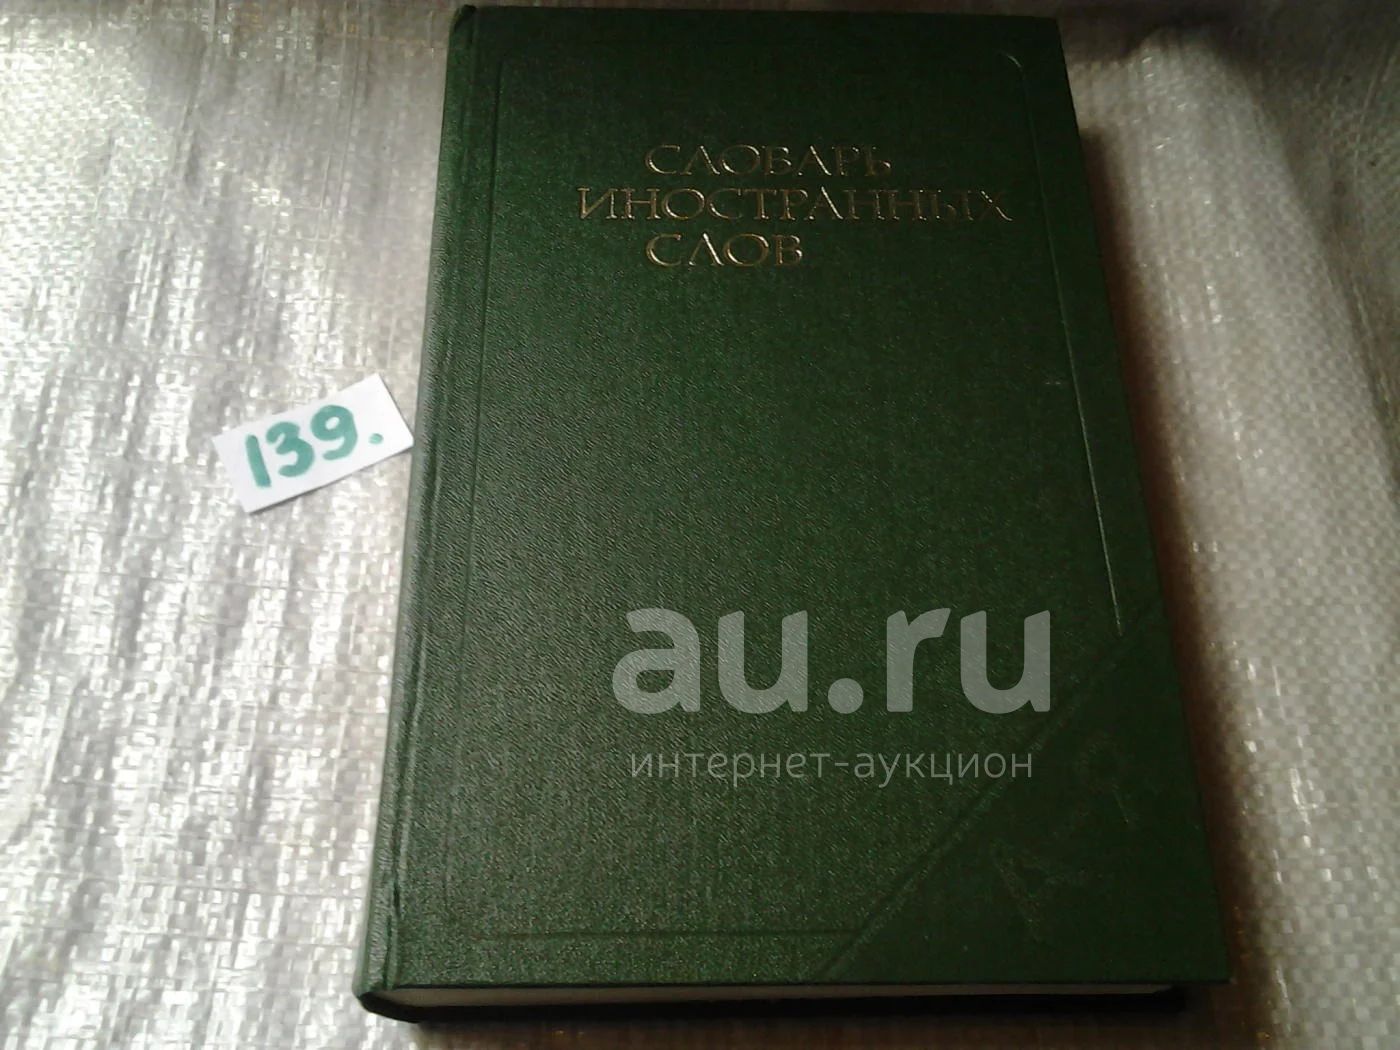 СЛОВАРЬ
ИНОСТРАННЫХ
СЛОВ
139.
au.ru
интернет-аукцион